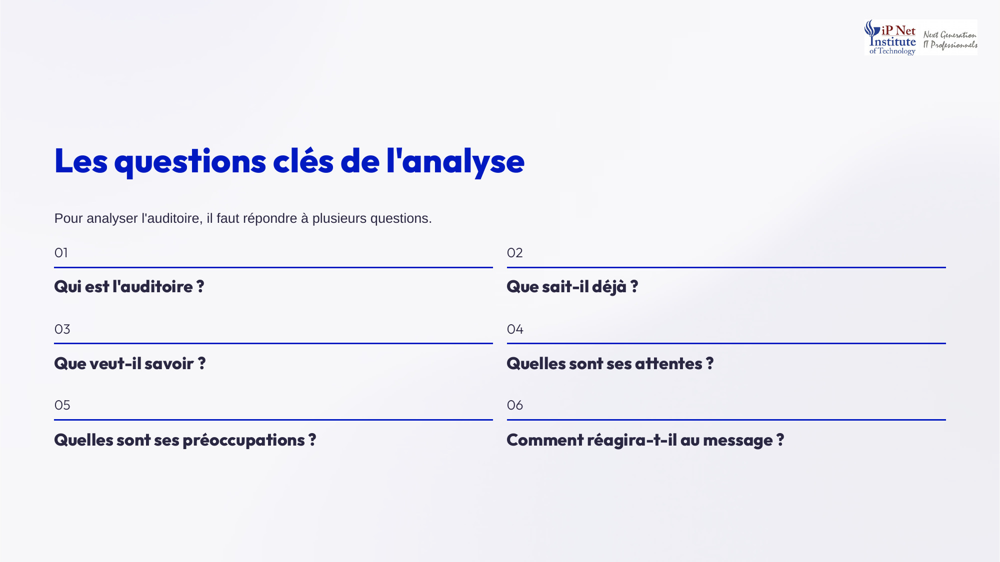 iP Net
Institute
of Technology
Next Generation
IT Professionnels
Les questions clés de l'analyse
Pour analyser l'auditoire, il faut répondre à plusieurs questions.
01
Qui est l'auditoire ?
02
Que sait-il déjà ?
03
Que veut-il savoir ?
04
Quelles sont ses attentes ?
05
Quelles sont ses préoccupations ?
06
Comment réagira-t-il au message ?